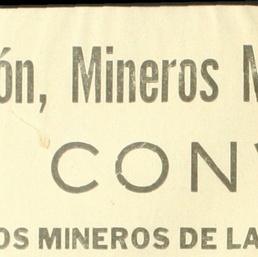 ón, Mineros M
CONV
OS MINEROS DE LA